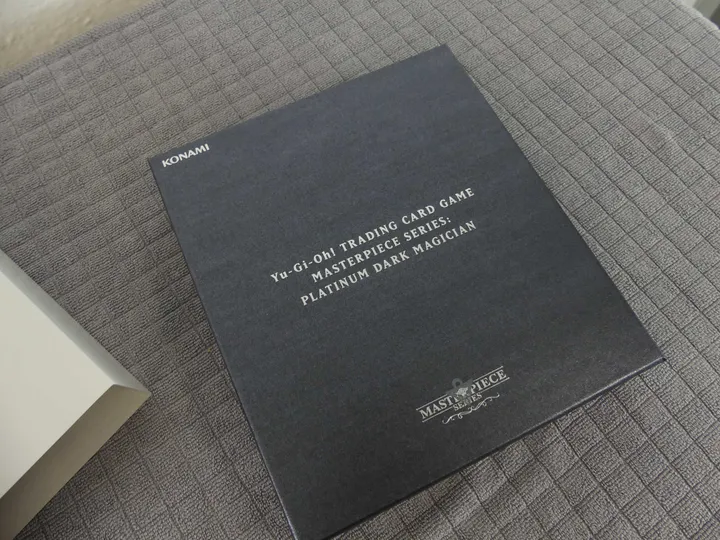 KONAMI
Yu-Gi-Oh! TRADING CARD GAME
MASTERPIECE SERIES:
PLATINUM DARK MAGICIAN
MASTERPIECE
SERIES